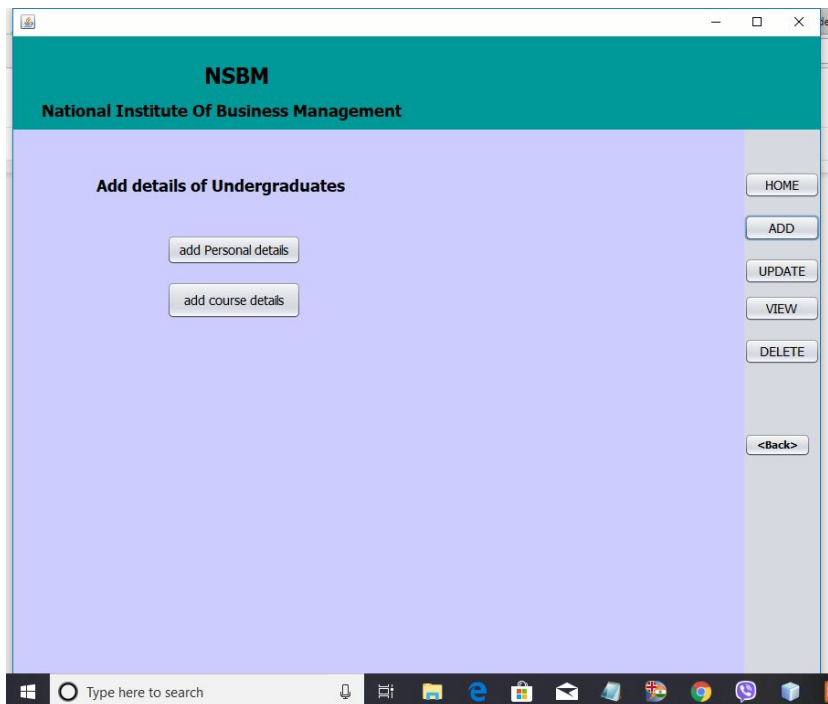 NSBM
National Institute Of Business Management
Add details of Undergraduates
add Personal details
add course details
HOME
ADD
UPDATE
VIEW
DELETE
<Back>
Type here to search